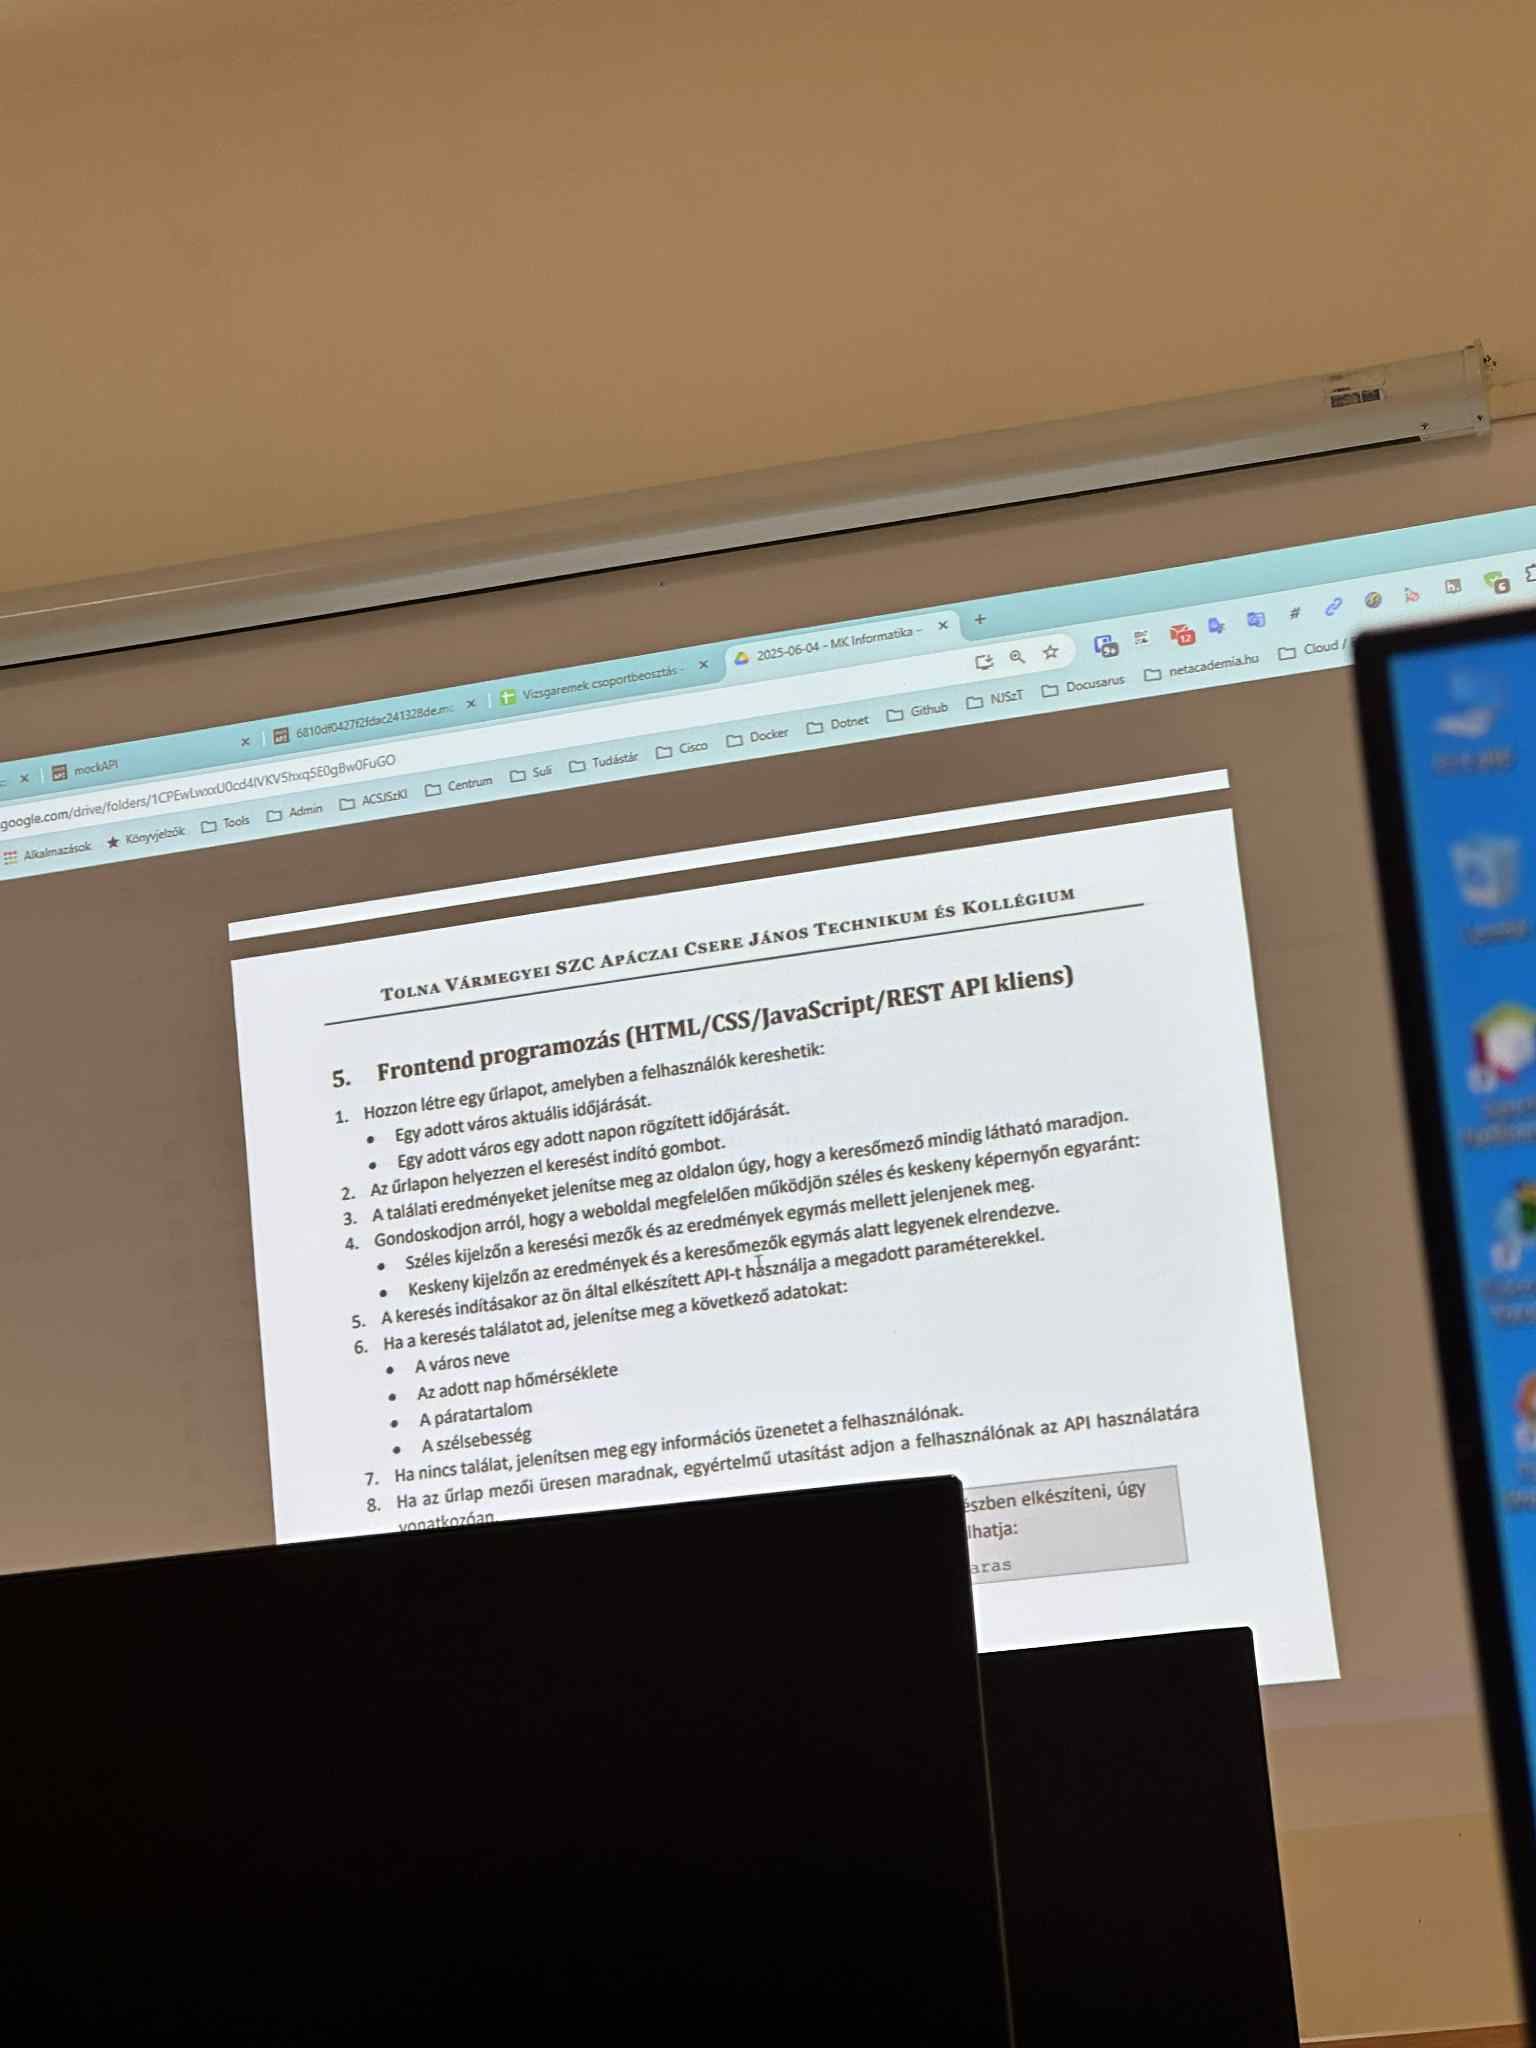 mockAPI
6810df0427f2fdac241328de.mc
Vizsgaremek csoportbeosztás -
2025-06-04 - MK Informatika -
google.com/drive/folders/1CPEwLwxxU0cd4IVKV5hxqSE0gBw0FuGO
12
Alkalmazások
Könyvjelzők
Tools
Admin
ACSJSzKI
Centrum
Suli
Tudástár
Cisco
Docker
Dotnet
Github
NJSzT
Docusarus
netacademia.hu
Cloud /
TOLNA VÁRMEGYEI SZC APÁCZAI CSERE JÁNOS TECHNIKUM ÉS KOLLÉGIUM
5. Frontend programozás (HTML/CSS/JavaScript/REST API kliens)
1. Hozzon létre egy űrlapot, amelyben a felhasználók kereshetik:
• Egy adott város aktuális időjárását.
• Egy adott város egy adott napon rögzített időjárását.
2. Az űrlapon helyezzen el keresést indító gombot.
3. A találati eredményeket jelenítse meg az oldalon úgy, hogy a keresőmező mindig látható maradjon.
4. Gondoskodjon arról, hogy a weboldal megfelelően működjön széles és keskeny képernyőn egyaránt:
• Széles kijelzőn a keresési mezők és az eredmények egymás mellett jelenjenek meg.
• Keskeny kijelzőn az eredmények és a keresőmezők egymás alatt legyenek elrendezve.
5. A keresés indításakor az ön által elkészített API-t használja a megadott paraméterekkel.
6. Ha a keresés találatot ad, jelenítse meg a következő adatokat:
• A város neve
• Az adott nap hőmérséklete
• A páratartalom
• A szélsebesség
7. Ha nincs találat, jelenítsen meg egy információs üzenetet a felhasználónak.
8. Ha az űrlap mezői üresen maradnak, egyértelmű utasítást adjon a felhasználónak az API használatára
vonatkozóan.
észben elkészíteni, úgy
lhatja:
aras